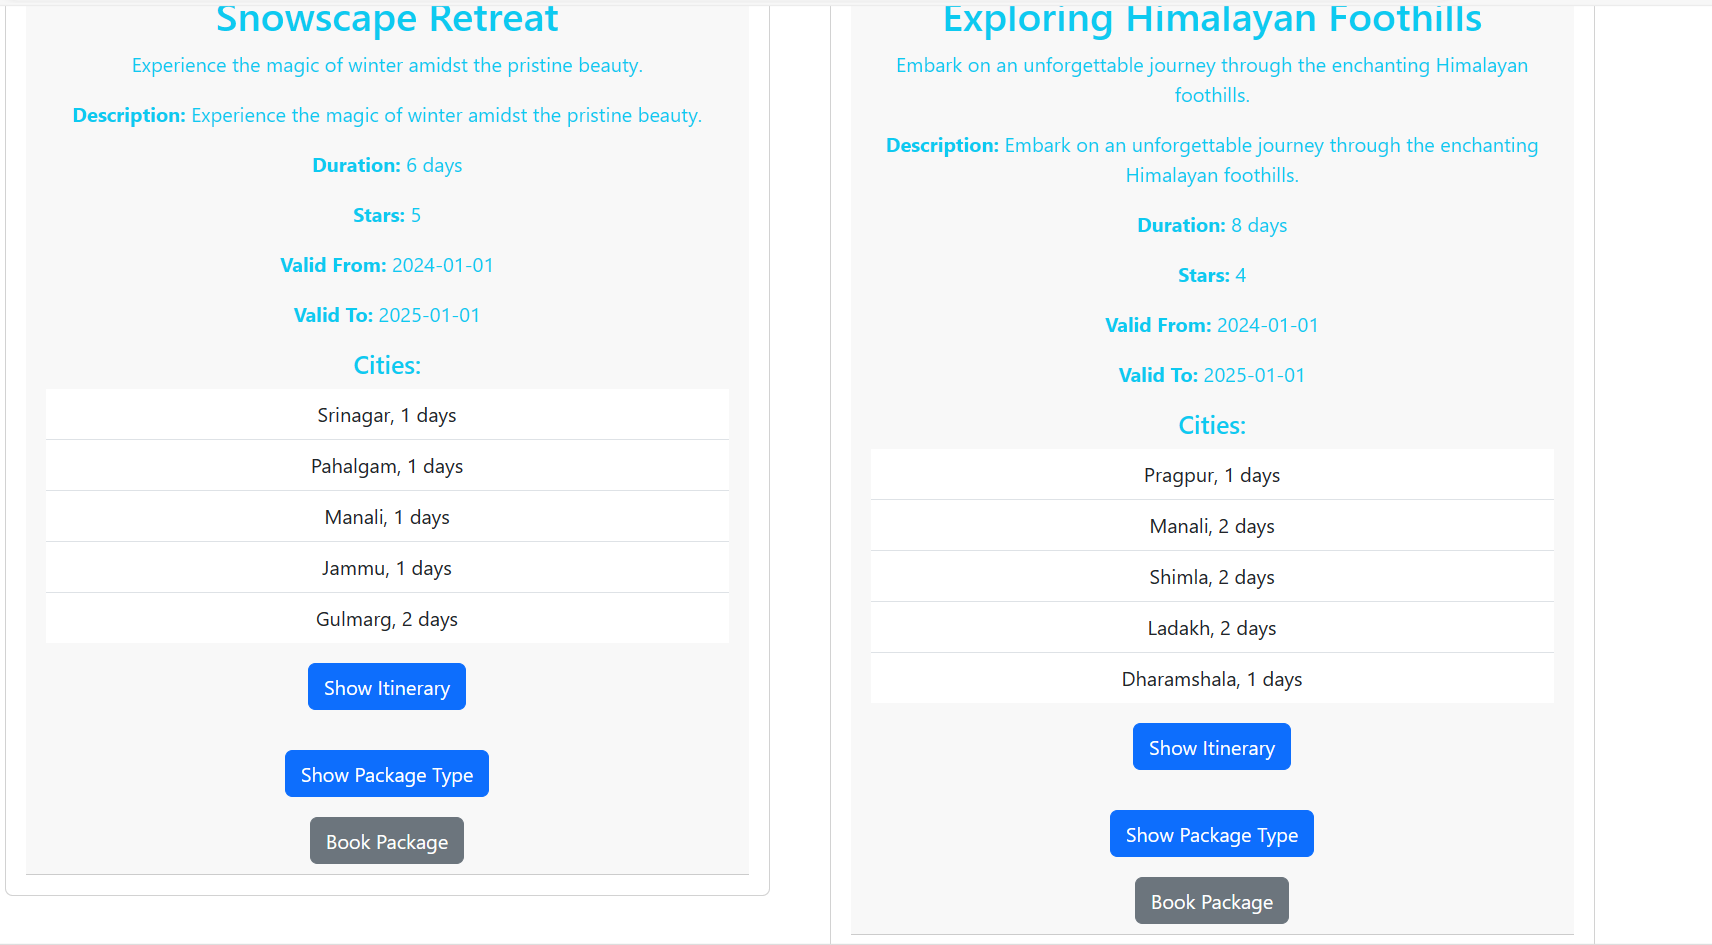 Snowscape Retreat
Experience the magic of winter amidst the pristine beauty.
Description: Experience the magic of winter amidst the pristine beauty.
Duration: 6 days
Stars: 5
Valid From: 2024-01-01
Valid To: 2025-01-01
Cities:
Srinagar, 1 days
Pahalgam, 1 days
Manali, 1 days
Jammu, 1 days
Gulmarg, 2 days
Show Itinerary
Show Package Type
Book Package
Exploring Himalayan Foothills
Embark on an unforgettable journey through the enchanting Himalayan
foothills.
Description: Embark on an unforgettable journey through the enchanting
Himalayan foothills.
Duration: 8 days
Stars: 4
Valid From: 2024-01-01
Valid To: 2025-01-01
Cities:
Pragpur, 1 days
Manali, 2 days
Shimla, 2 days
Ladakh, 2 days
Dharamshala, 1 days
Show Itinerary
Show Package Type
Book Package